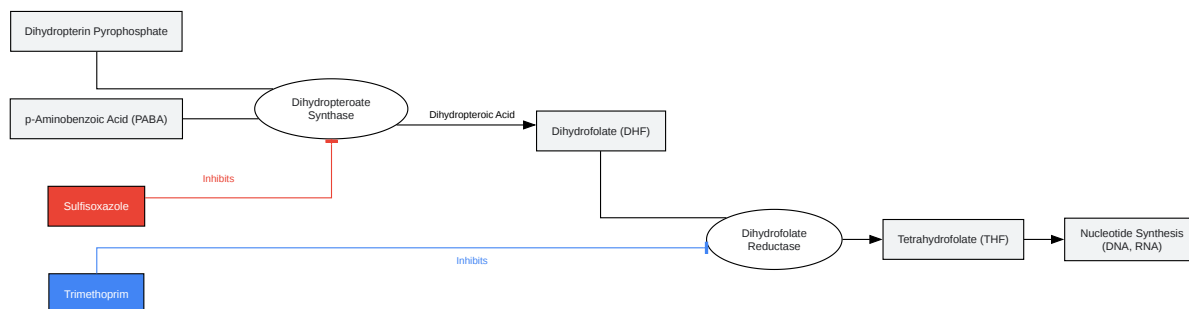 Dihydropterin Pyrophosphate
Dihydropteroate
Synthase
p-Aminobenzoic Acid (PABA)
Dihydropteroic Acid
Dihydrofolate (DHF)
Inhibits
Sulfisoxazole
Dihydrofolate
Reductase
Tetrahydrofolate (THF)
Nucleotide Synthesis
(DNA, RNA)
Inhibits
Trimethoprim